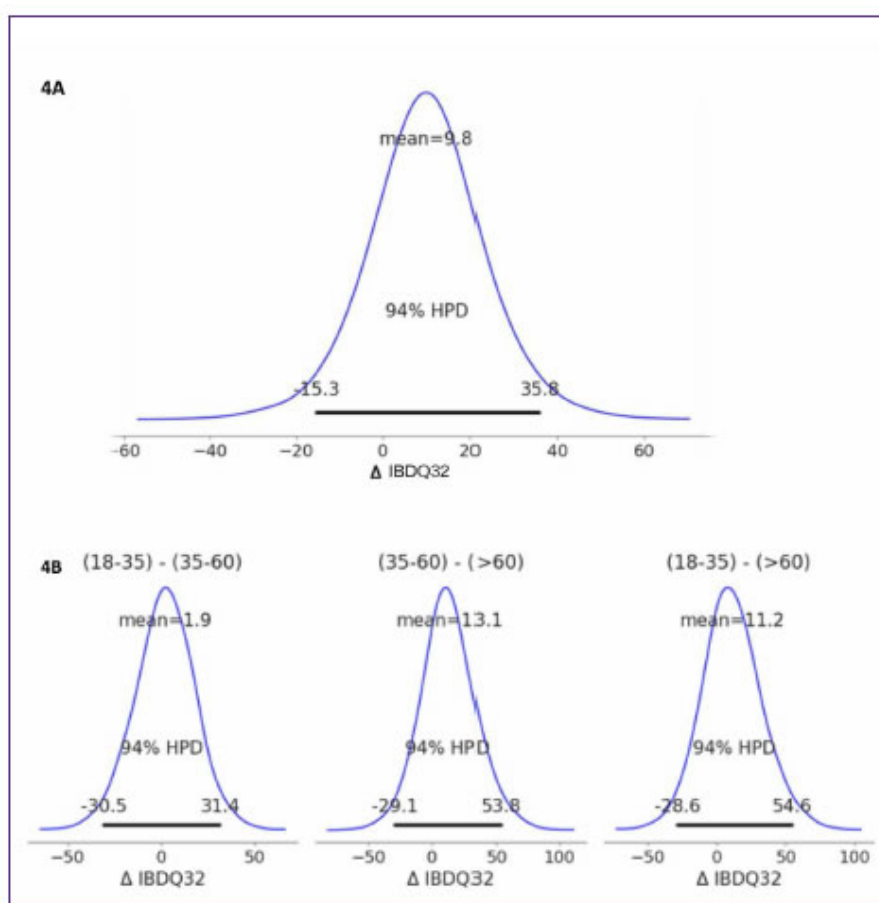 4A
mean=9.8
94% HPD
-15.3 35.8
-60 -40 -20 0 20 40 60
Δ IBDQ32
4B (18-35) - (35-60) (35-60) - (>60) (18-35) - (>60)
mean=1.9 mean=13.1 mean=11.2
94% HPD 94% HPD 94% HPD
-30.5 31.4 -29.1 53.8 -28.6 54.6
-50 0 50 -50 0 50 100 -50 0 50 100
Δ IBDQ32 Δ IBDQ32 Δ IBDQ32